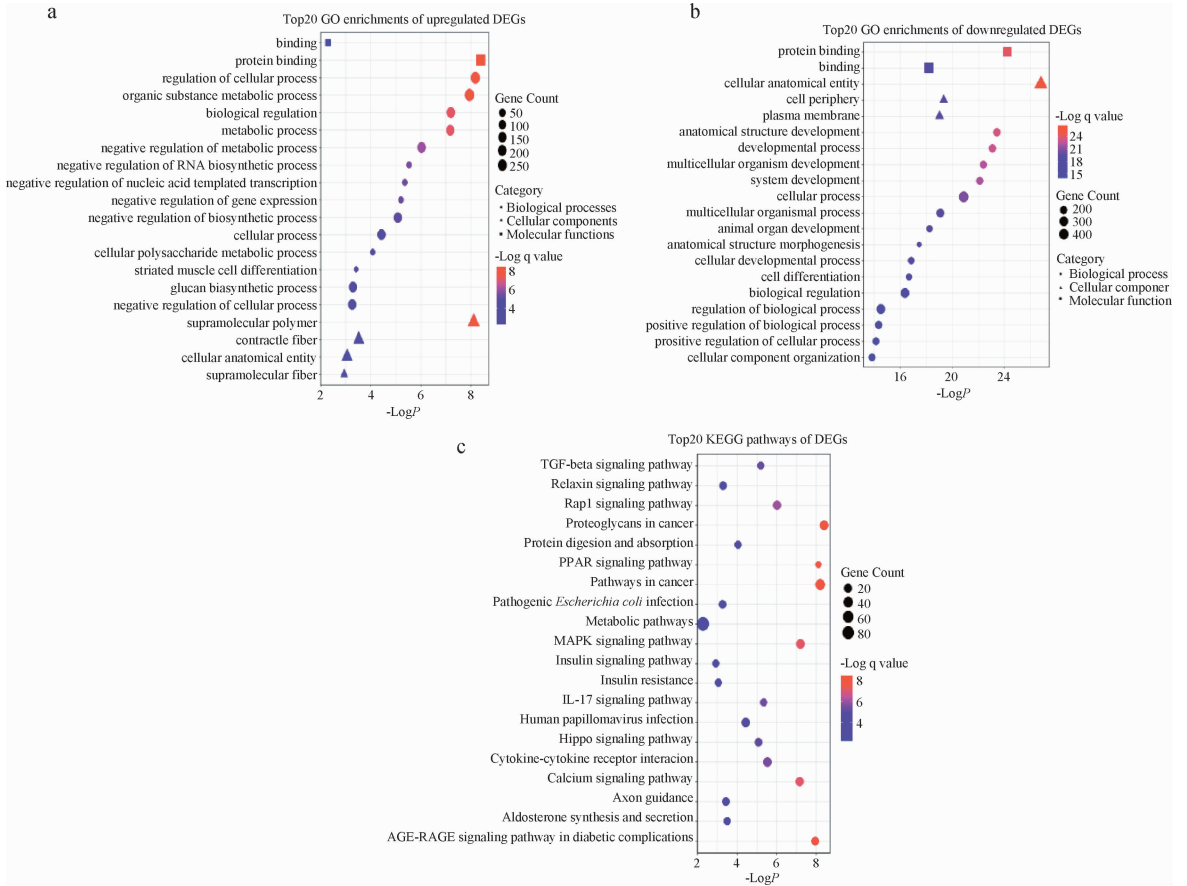 a
Top20 GO enrichments of upregulated DEGs
binding
protein binding
regulation of cellular process
organic substance metabolic process
biological regulation
metabolic process
negative regulation of metabolic process
negative regulation of RNA biosynthetic process
negative regulation of nucleic acid templated transcription
negative regulation of gene expression
negative regulation of biosynthetic process
cellular process
cellular polysaccharide metabolic process
striated muscle cell differentiation
glucan biosynthetic process
negative regulation of cellular process
supramolecular polymer
contractle fiber
cellular anatomical entity
supramolecular fiber
2 4 6 8
-LogP
Gene Count
50
100
150
200
250
Category
Biological processes
Cellular components
Molecular functions
-Log q value
8
6
4
b
Top20 GO enrichments of downregulated DEGs
protein binding
binding
cellular anatomical entity
cell periphery
plasma membrane
anatomical structure development
developmental process
multicellular organism development
system development
cellular process
multicellular organismal process
animal organ development
anatomical structure morphogenesis
cellular developmental process
cell differentiation
biological regulation
regulation of biological process
positive regulation of biological process
prositive regulation of cellular process
cellular component organization
16 20 24
-LogP
-Log q value
24
21
18
15
Gene Count
200
300
400
Category
Biological process
Cellular componer
Molecular function
c
Top20 KEGG pathways of DEGs
TGF-beta signaling pathway
Relaxin signaling pathway
Rap1 signaling pathway
Proteoglycans in cancer
Protein digesion and absorption
PPAR signaling pathway
Pathways in cancer
Pathogenic Escherichia coli infection
Metabolic pathways
MAPK signaling pathway
Insulin signaling pathway
Insulin resistance
IL-17 signaling pathway
Human papillomavirus infection
Hippo signaling pathway
Cytokine-cytokine receptor interacion
Calcium signaling pathway
Axon guidance
Aldosterone synthesis and secretion
AGE-RAGE signaling pathway in diabetic complications
2 4 6 8
-LogP
Gene Count
20
40
60
80
-Log q value
8
6
4